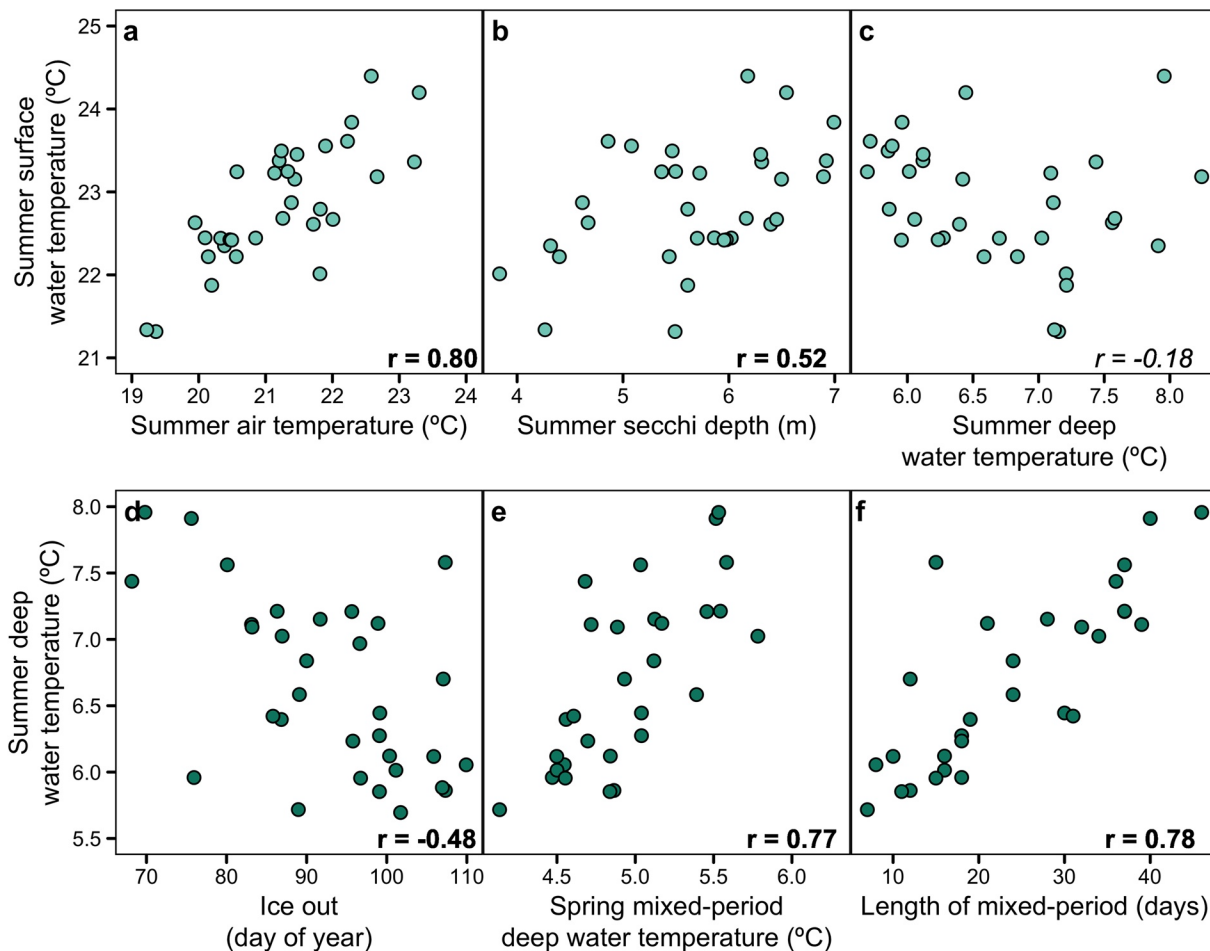 a
b
c
Summer surface
water temperature (ºC)
25
24
23
22
21
r = 0.80
r = 0.52
r = -0.18
19 20 21 22 23 24
4 5 6 7
6.0 6.5 7.0 7.5 8.0
Summer air temperature (ºC)
Summer secchi depth (m)
Summer deep
water temperature (ºC)
d
e
f
Summer deep
water temperature (ºC)
8.0
7.5
7.0
6.5
6.0
5.5
r = -0.48
r = 0.77
r = 0.78
70 80 90 100 110
4.5 5.0 5.5 6.0
10 20 30 40
Ice out
(day of year)
Spring mixed-period
deep water temperature (ºC)
Length of mixed-period (days)